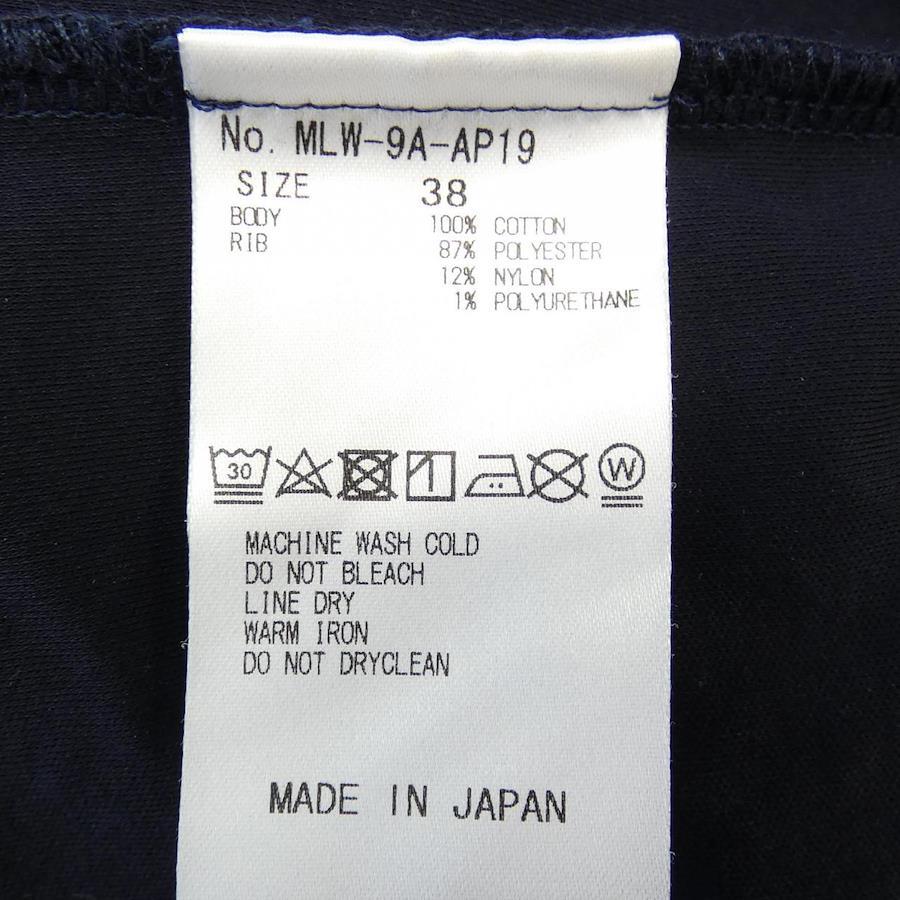 No. MLW-9A-AP19
SIZE 38
BODY 100% COTTON
RIB 87% POLYESTER
12% NYLON
1% POLYURETHANE
30 W
MACHINE WASH COLD
DO NOT BLEACH
LINE DRY
WARM IRON
DO NOT DRYCLEAN
MADE IN JAPAN